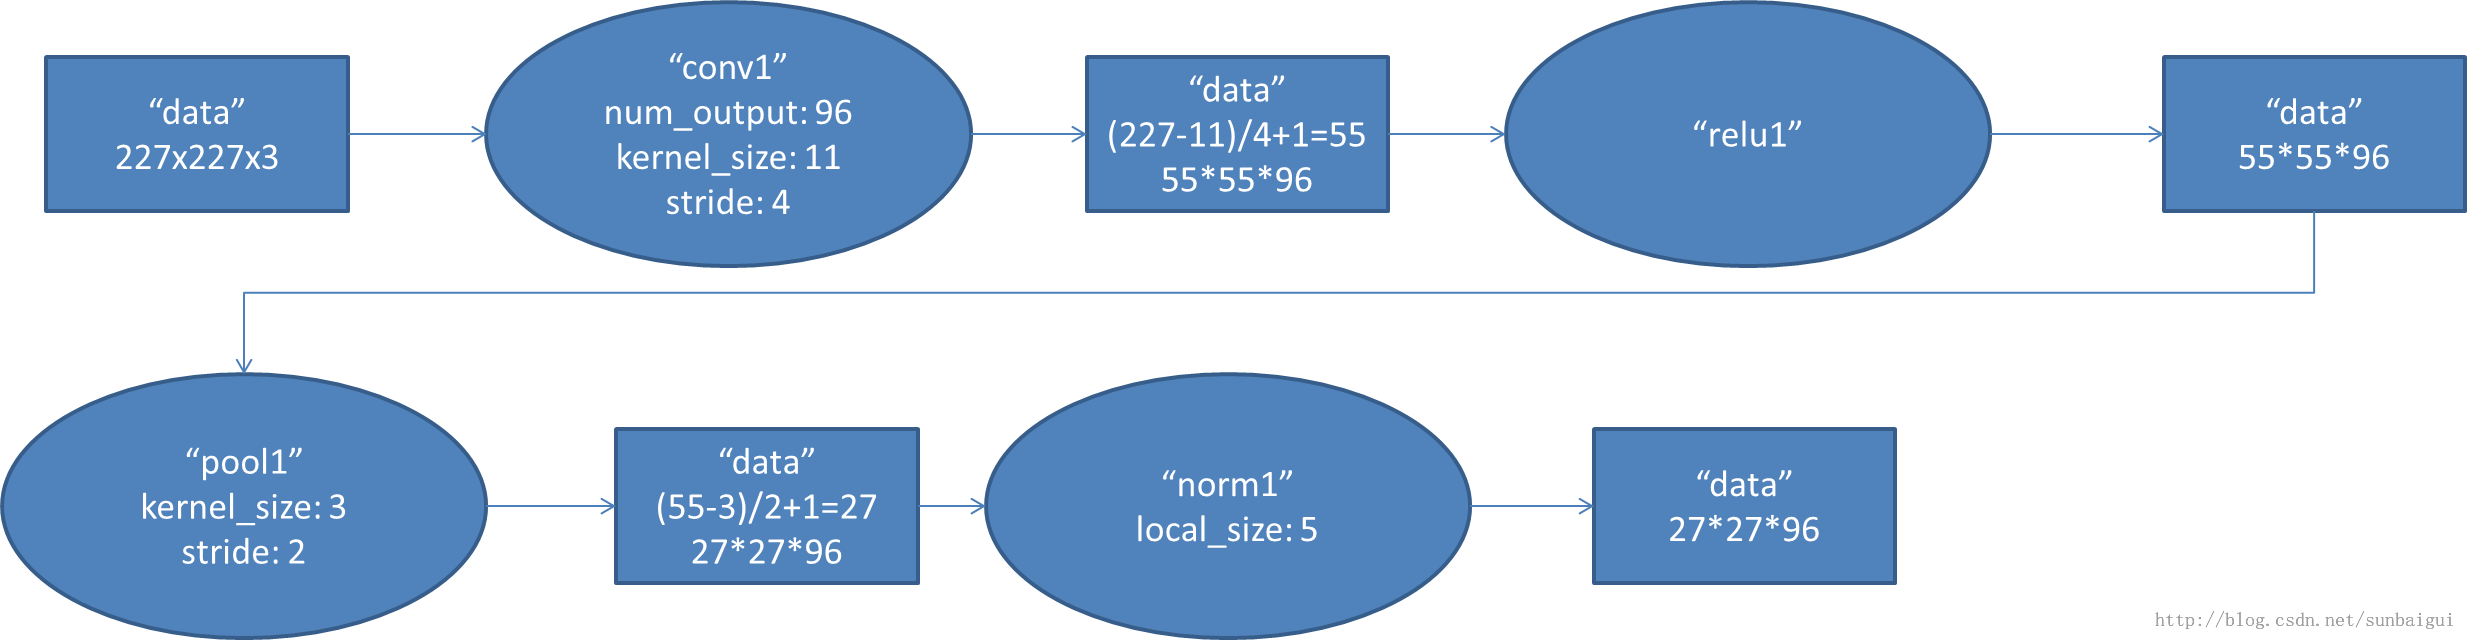 “data”
227x227x3
“conv1”
num_output: 96
kernel_size: 11
stride: 4
“data”
(227-11)/4+1=55
55*55*96
“relu1”
“data”
55*55*96
“pool1”
kernel_size: 3
stride: 2
“data”
(55-3)/2+1=27
27*27*96
“norm1”
local_size: 5
“data”
27*27*96
http://blog.csdn.net/sunbaigui